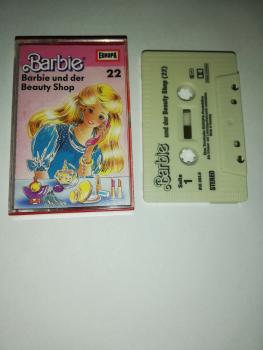 EUROPA
Barbie
22
Barbie und der
Beauty Shop
Barbie
und der Beauty Shop (22)
Seite
1
STEREO